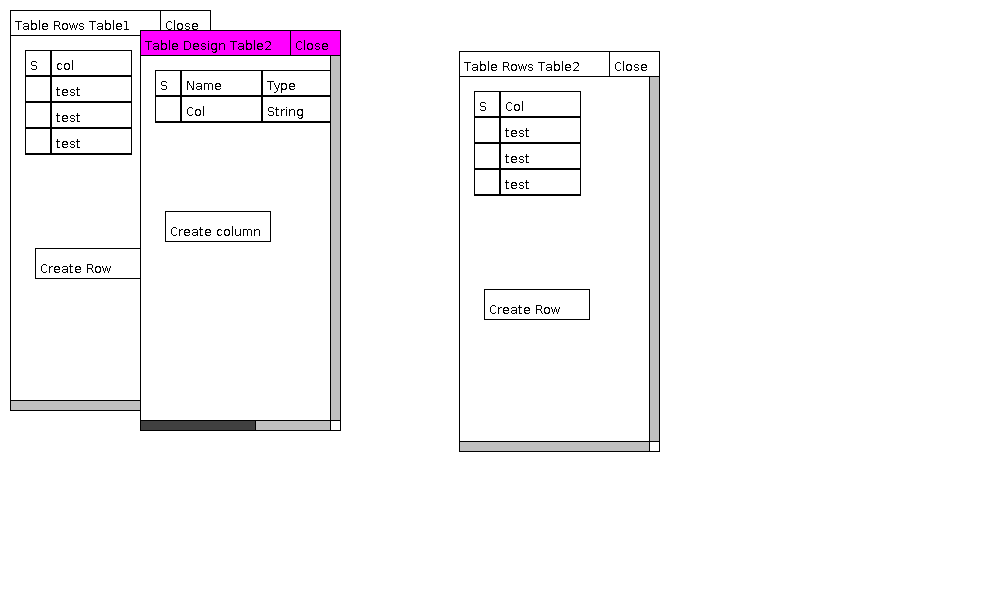 Table Rows Table1 Close
S col
test
test
test
Create Row
Table Design Table2 Close
S Name Type
Col String
Create column
Table Rows Table2 Close
S Col
test
test
test
Create Row